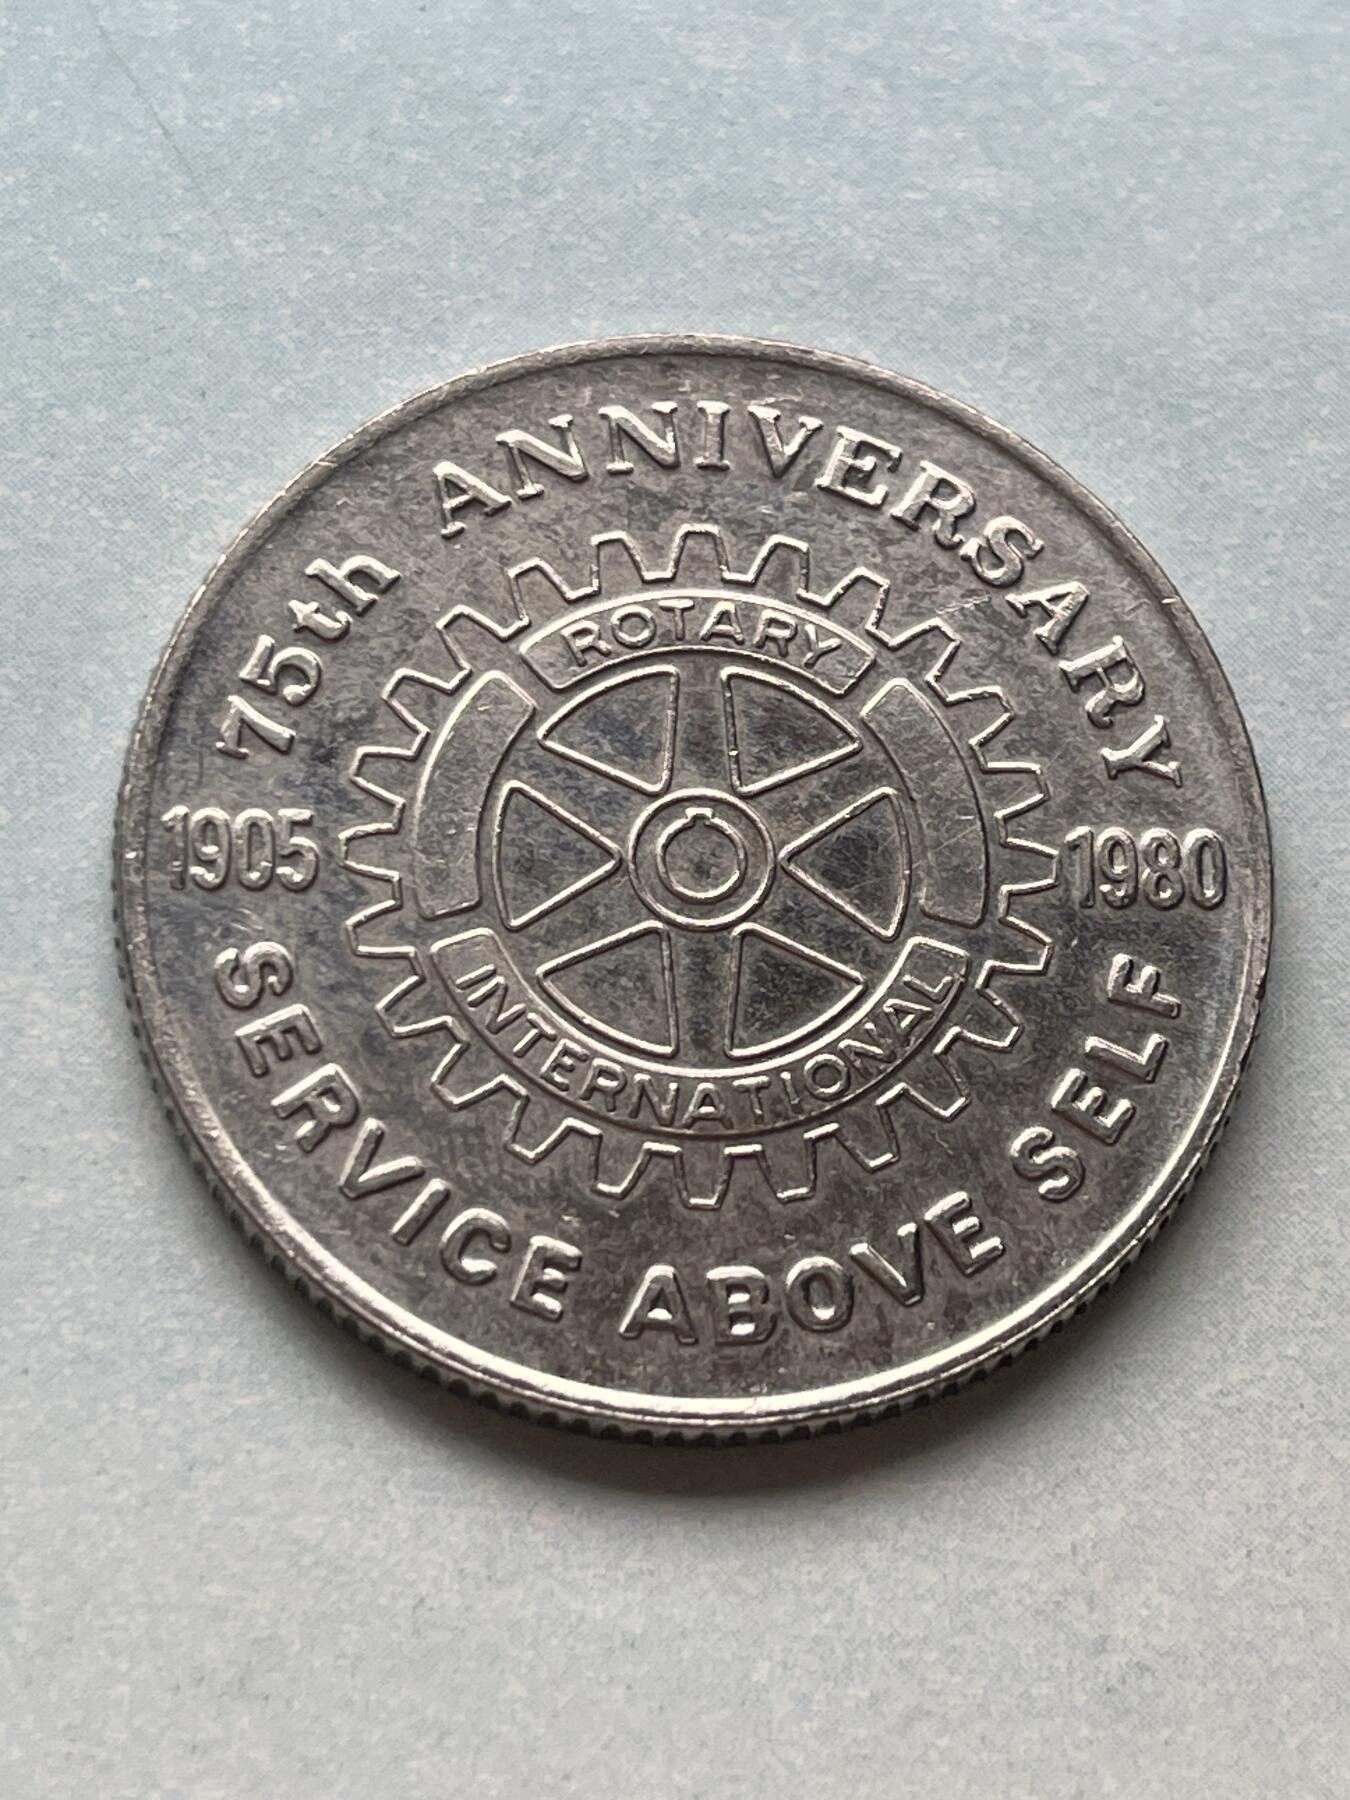 75th ANNIVERSARY
ROTARY
1905
1980
INTERNATIONAL
SERVICE ABOVE SELF